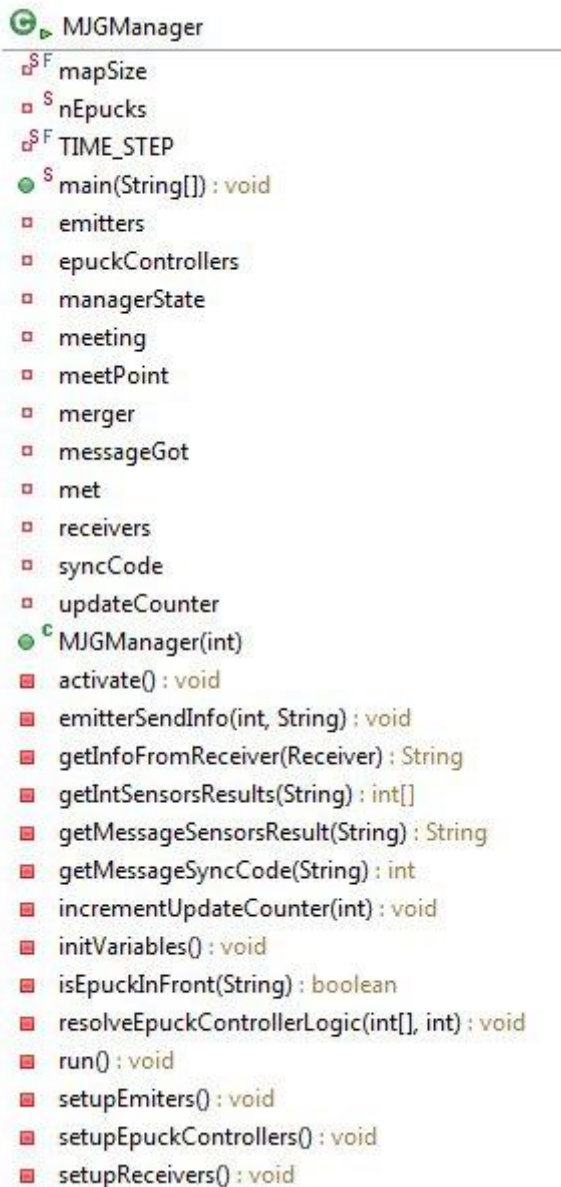 C MJGManager
S F mapSize
S nEpucks
S F TIME_STEP
S main(String[]) : void
emitters
epuckControllers
managerState
meeting
meetPoint
merger
messageGot
met
receivers
syncCode
updateCounter
C MJGManager(int)
activate() : void
emitterSendInfo(int, String) : void
getInfoFromReceiver(Receiver) : String
getIntSensorsResults(String) : int[]
getMessageSensorsResult(String) : String
getMessageSyncCode(String) : int
incrementUpdateCounter(int) : void
initVariables() : void
isEpuckInFront(String) : boolean
resolveEpuckControllerLogic(int[], int) : void
run() : void
setupEmiters() : void
setupEpuckControllers() : void
setupReceivers() : void